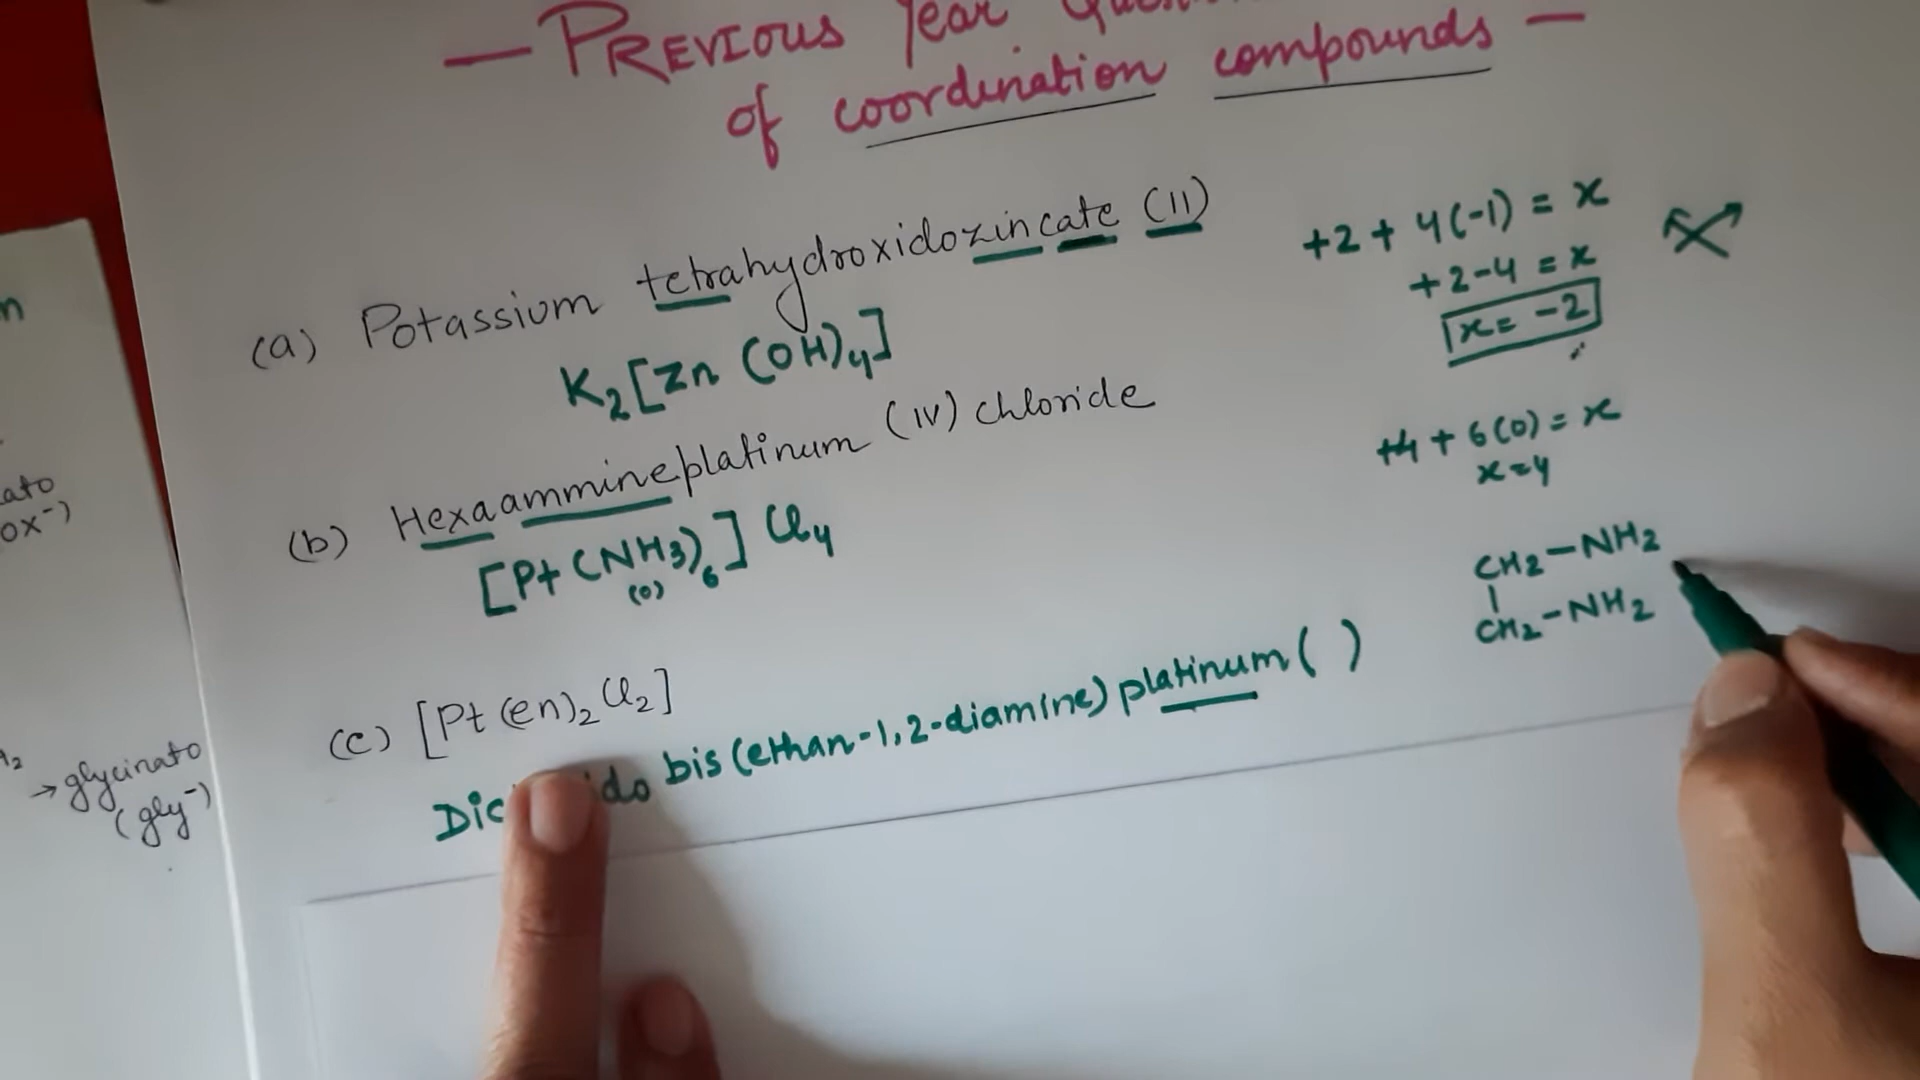 — PREVIOUS Year
of coordination compounds —
(a) Potassium tetrahydroxidozincate (II)
K₂[Zn (OH)₄]
(b) Hexaammineplatinum (IV) chloride
[Pt (NH₃)₆] Cl₄
(0)
(c) [Pt (en)₂ Cl₂]
do bis (ethan-1,2-diamine) platinum ( )
+2 + 4(-1) = x
+2-4 = x
x = -2
+4 + 6(0) = x
x = 4
CH₂-NH₂
|
CH₂-NH₂
n
ato
ox⁻)
→ glycinato
(gly⁻)